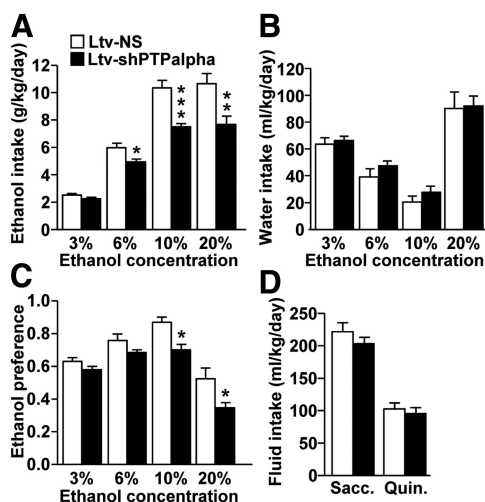 A
Ltv-NS
Ltv-shPTPalpha
Ethanol intake (g/kg/day)
12
10
8
6
4
2
0
*
***
**
3% 6% 10% 20%
Ethanol concentration
B
Water intake (ml/kg/day)
120
100
80
60
40
20
0
3% 6% 10% 20%
Ethanol concentration
C
Ethanol preference
1.0
0.8
0.6
0.4
0.2
0.0
*
*
3% 6% 10% 20%
Ethanol concentration
D
Fluid intake (ml/kg/day)
250
200
150
100
50
0
Sacc. Quin.